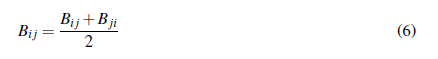 B_{ij} = \frac{B_{ij} + B_{ji}}{2} (6)